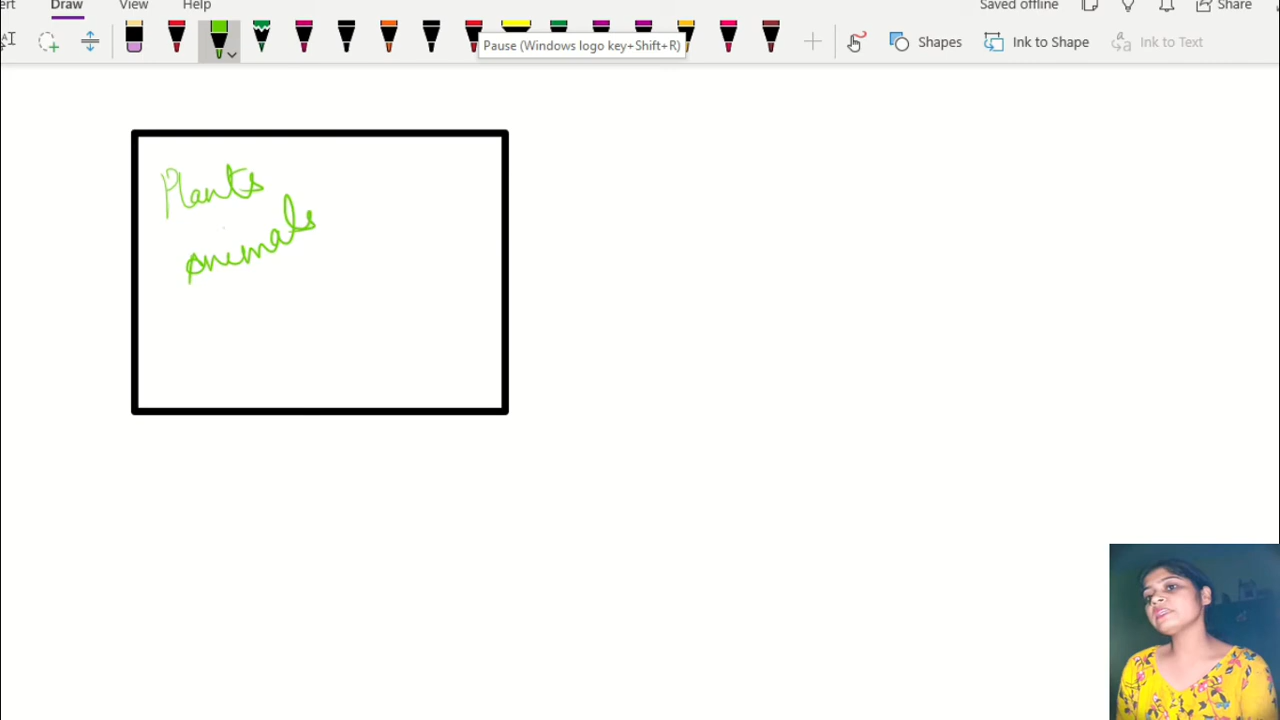 ert Draw View Help Saved offline Share
Pause (Windows logo key+Shift+R) Shapes Ink to Shape Ink to Text
Plants
animals